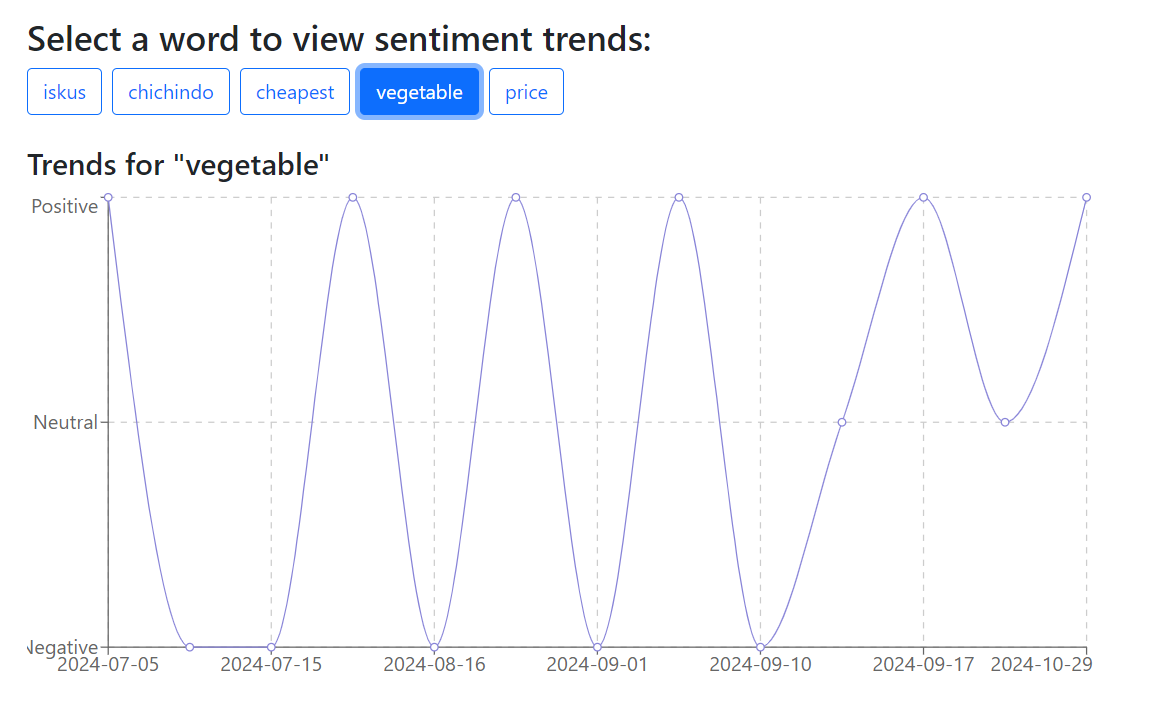 Select a word to view sentiment trends:
iskus chichindo cheapest vegetable price
Trends for "vegetable"
Positive
Neutral
Negative
2024-07-05 2024-07-15 2024-08-16 2024-09-01 2024-09-10 2024-09-17 2024-10-29